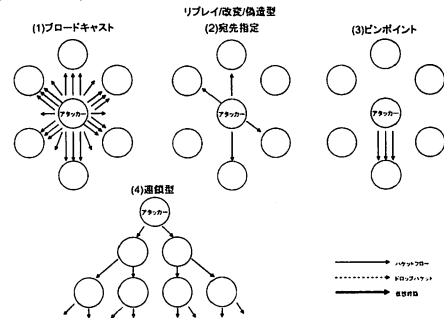 リプレイ/改変/偽造型
(1)ブロードキャスト
(2)宛先指定
(3)ピンポイント
アタッカー
アタッカー
アタッカー
(4)連鎖型
アタッカー
パケットフロー
ドロップパケット